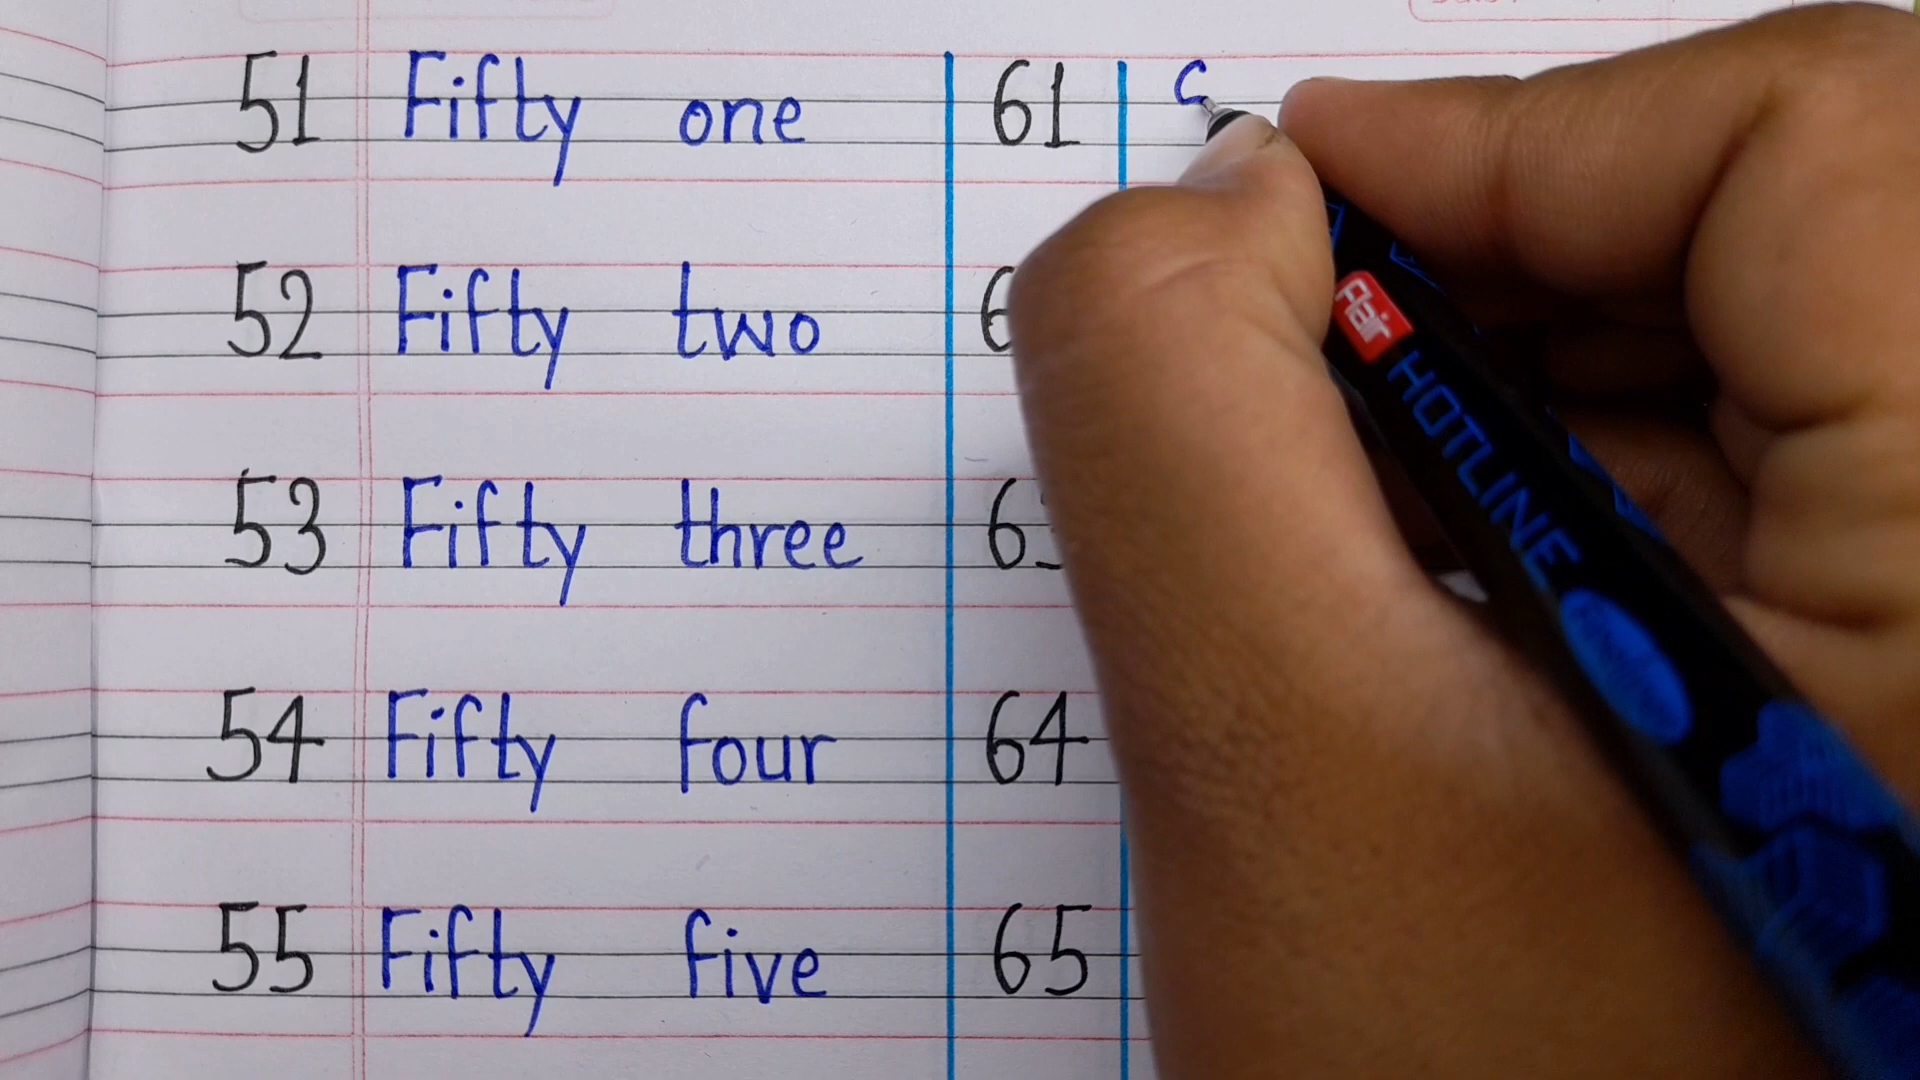 51 Fifty one 61
52 Fifty two
53 Fifty three 63
54 Fifty four 64
55 Fifty five 65
Flair HOTLINE